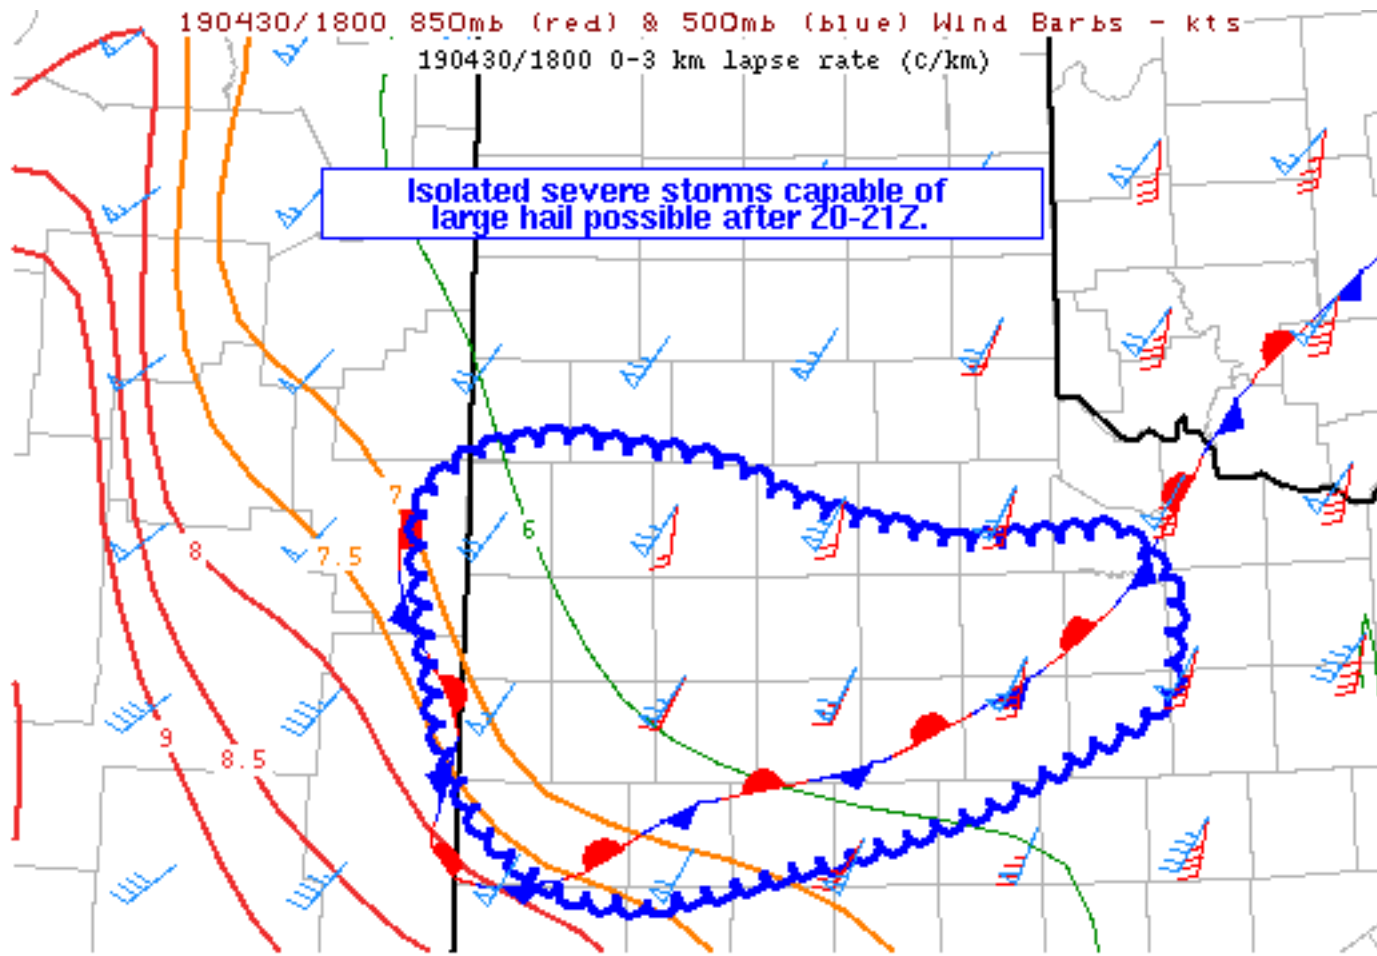 190430/1800 850mb (red) & 500mb (blue) Wind Barbs - kts
190430/1800 0-3 km lapse rate (c/km)
Isolated severe storms capable of
large hail possible after 20-21Z.
7
6
8
7.5
9
8.5